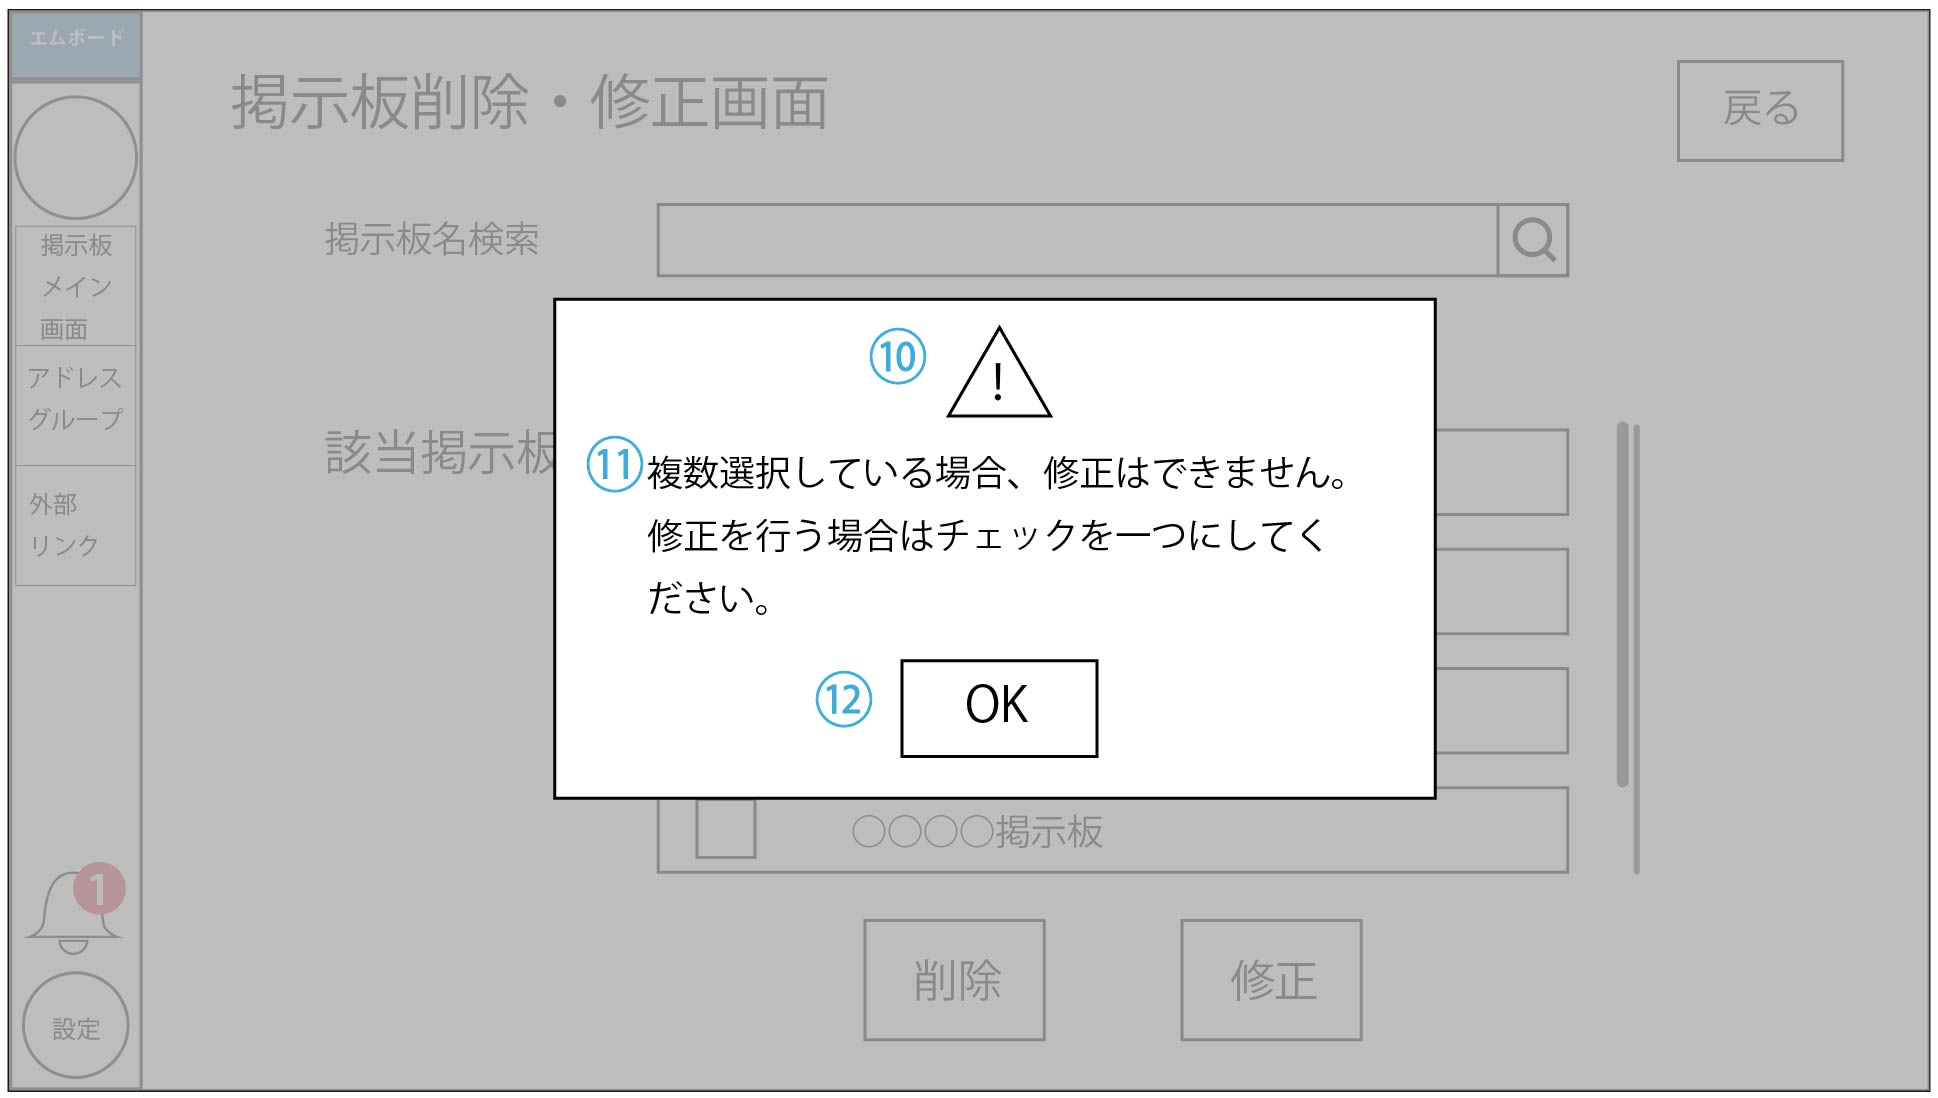 エムボード
掲示板削除・修正画面
戻る
掲示板名検索
掲示板
メイン
画面
アドレス
グループ
外部
リンク
⑩
!
該当掲示板
⑪
複数選択している場合、修正はできません。
修正を行う場合はチェックを一つにしてく
ださい。
⑫
OK
○○○○掲示板
1
削除
修正
設定